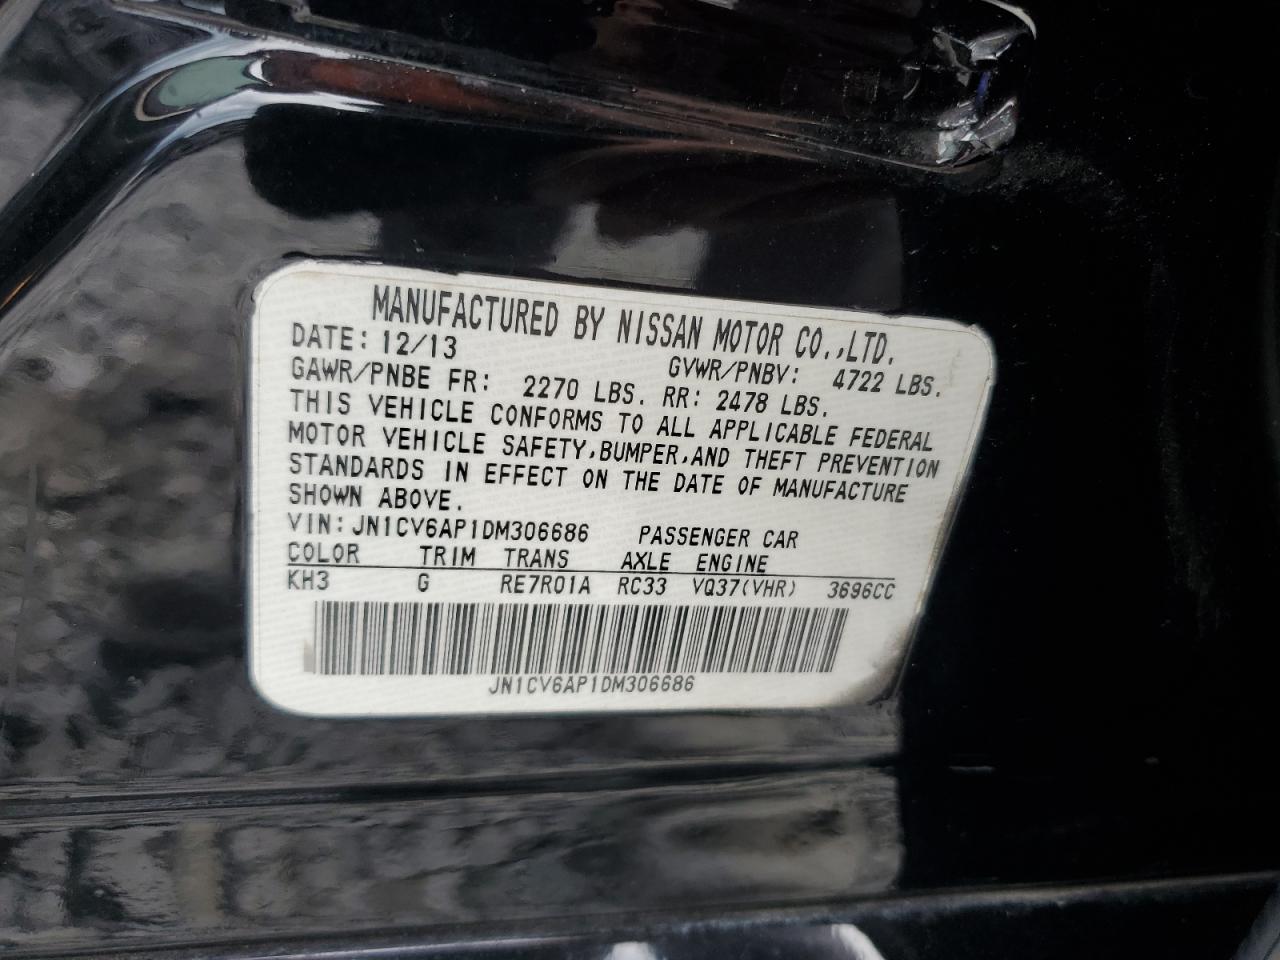 MANUFACTURED BY NISSAN MOTOR CO.,LTD.
DATE: 12/13 GVWR/PNBV: 4722 LBS.
GAWR/PNBE FR: 2270 LBS. RR: 2478 LBS.
THIS VEHICLE CONFORMS TO ALL APPLICABLE FEDERAL
MOTOR VEHICLE SAFETY,BUMPER,AND THEFT PREVENTION
STANDARDS IN EFFECT ON THE DATE OF MANUFACTURE
SHOWN ABOVE.
VIN: JN1CV6AP1DM306686 PASSENGER CAR
COLOR TRIM TRANS AXLE ENGINE
KH3 G RE7R01A RC33 VQ37(VHR) 3696CC
JN1CV6AP1DM306686